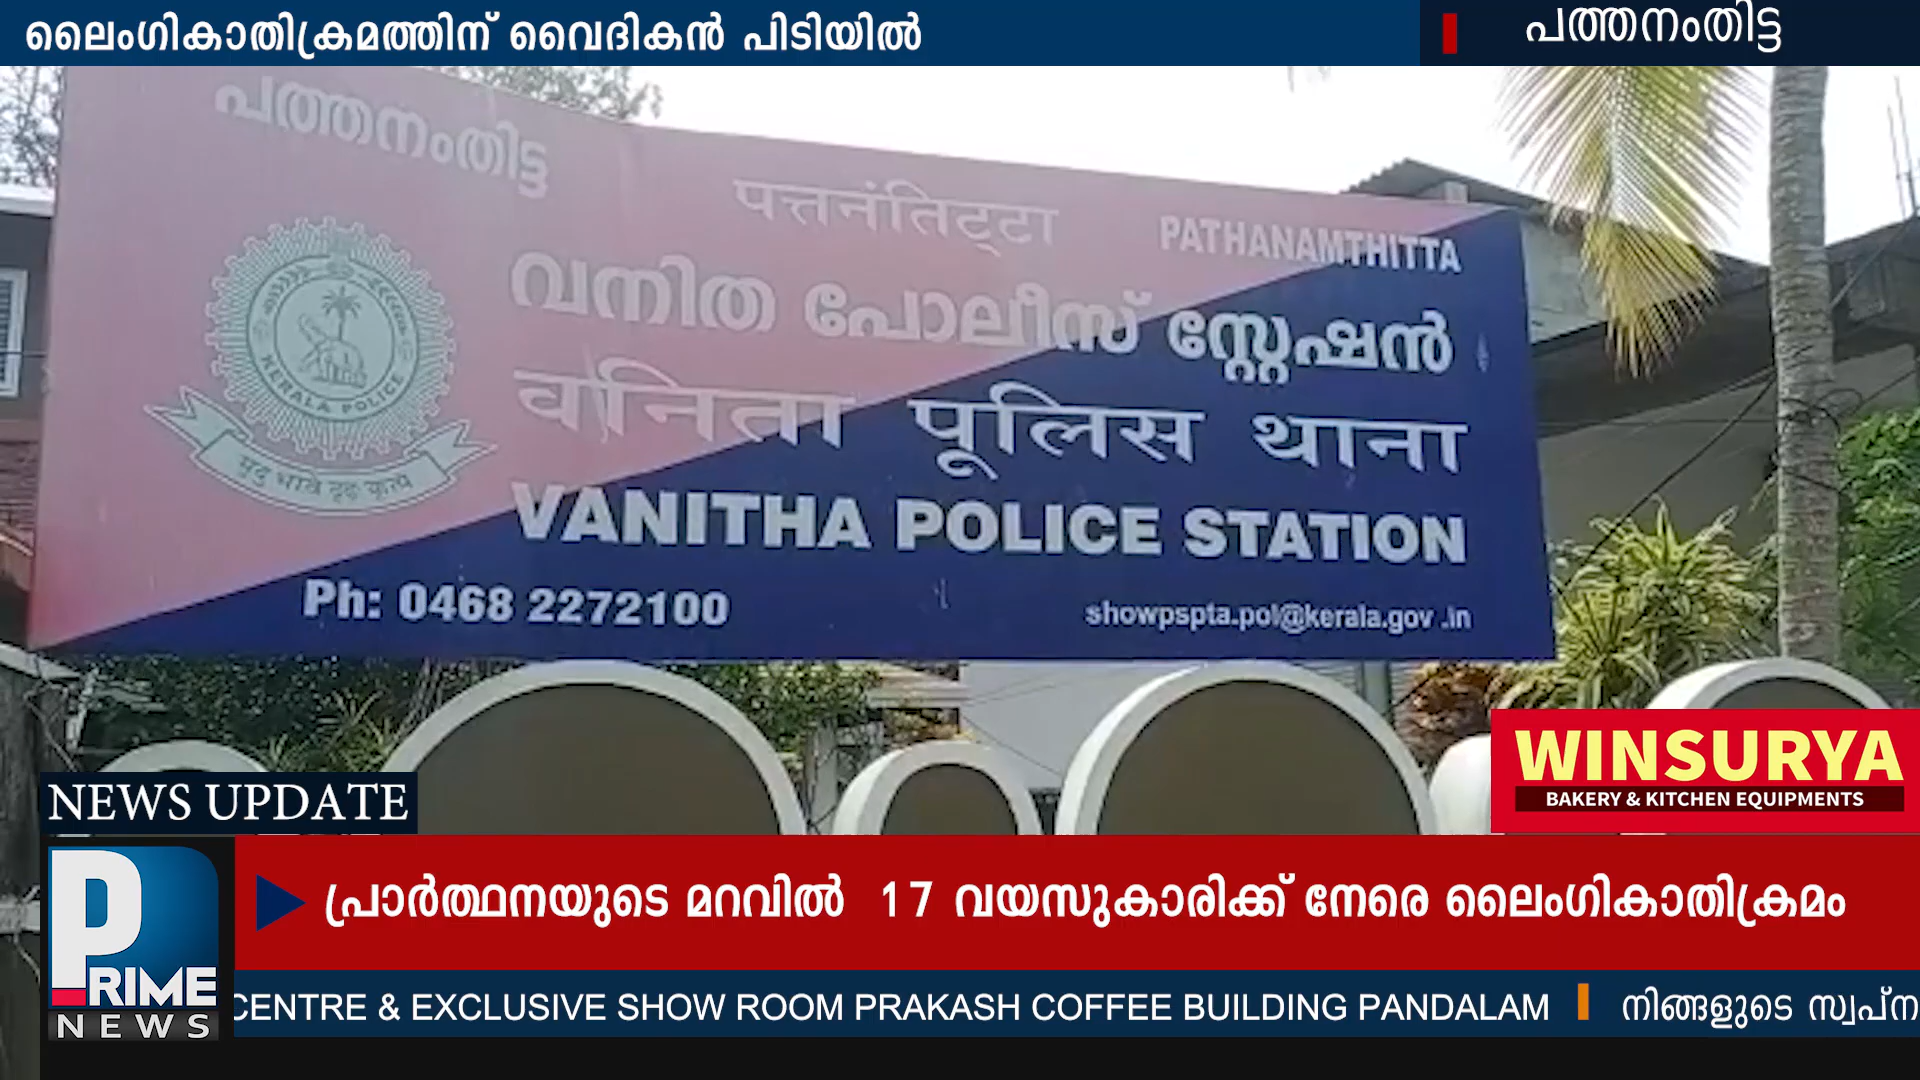 ലൈംഗികാതിക്രമത്തിന് വൈദികൻ പിടിയിൽ
പത്തനംതിട്ട
പത്തനംതിട്ട
पत्तनंतिट्टा
PATHANAMTHITTA
വനിത പോലീസ് സ്റ്റേഷൻ
वनिता पूलिस थाना
VANITHA POLICE STATION
KERALA POLICE
मृदु भावे दृढ कृत्ये
Ph: 0468 2272100
showpspta.pol@kerala.gov .in
WINSURYA
BAKERY & KITCHEN EQUIPMENTS
NEWS UPDATE
PRIME
NEWS
പ്രാർത്ഥനയുടെ മറവിൽ 17 വയസുകാരിക്ക് നേരെ ലൈംഗികാതിക്രമം
CENTRE & EXCLUSIVE SHOW ROOM PRAKASH COFFEE BUILDING PANDALAM
നിങ്ങളുടെ സ്വപ്ന